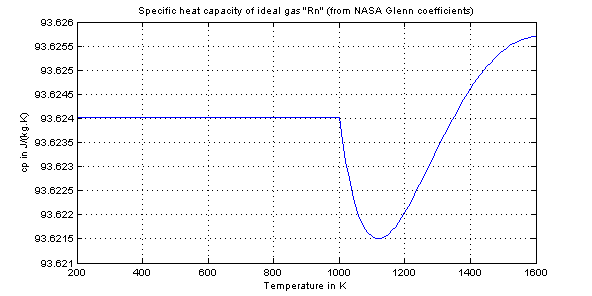 Specific heat capacity of ideal gas "Rn" (from NASA Glenn coefficients)
93.626
93.6255
93.625
93.6245
93.624
93.6235
93.623
93.6225
93.622
93.6215
93.621
cp in J/(kg.K)
200 400 600 800 1000 1200 1400 1600
Temperature in K